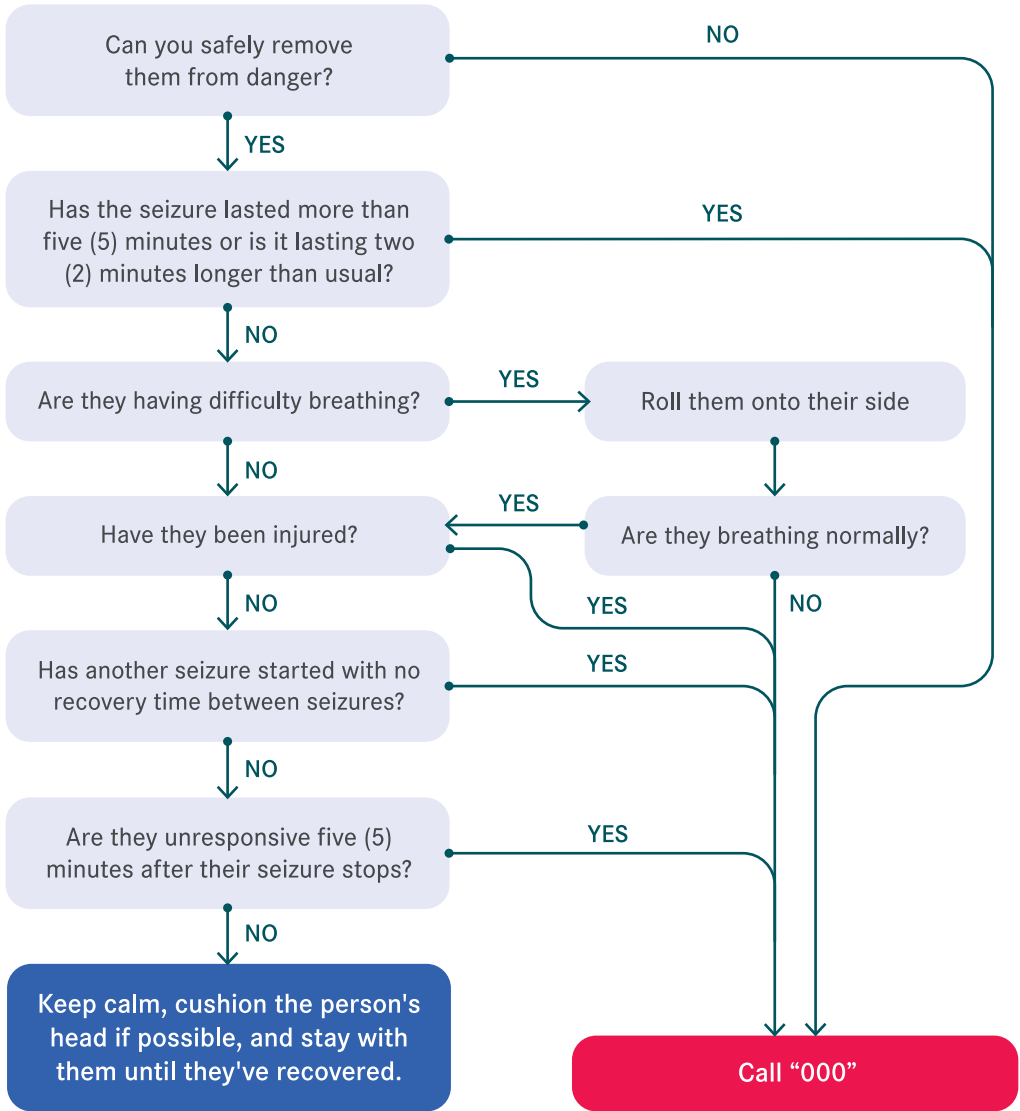 Can you safely remove
them from danger?
NO
YES
Has the seizure lasted more than
five (5) minutes or is it lasting two
(2) minutes longer than usual?
YES
NO
Are they having difficulty breathing?
YES
Roll them onto their side
NO
Have they been injured?
YES
Are they breathing normally?
NO
YES
NO
Has another seizure started with no
recovery time between seizures?
YES
NO
Are they unresponsive five (5)
minutes after their seizure stops?
YES
NO
Keep calm, cushion the person's
head if possible, and stay with
them until they've recovered.
Call “000”